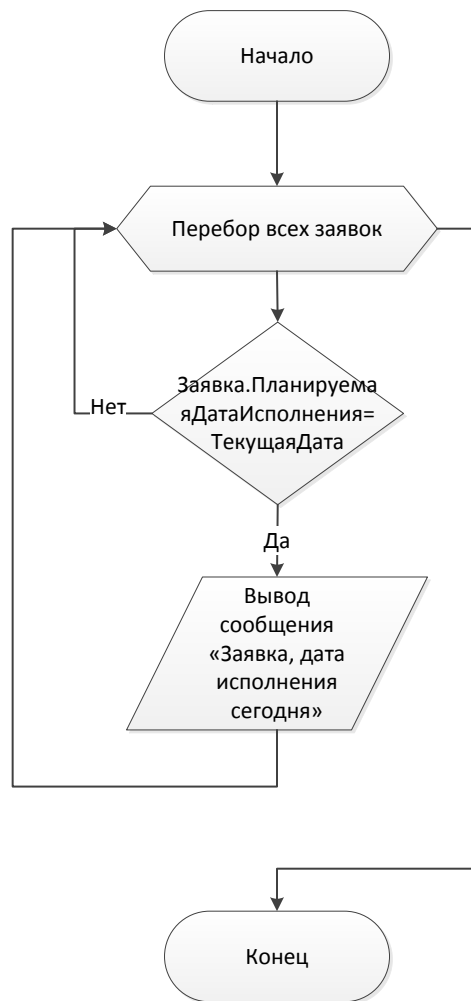 Начало
Перебор всех заявок
Заявка.Планируема
яДатаИсполнения=
ТекущаяДата
Нет
Да
Вывод
сообщения
«Заявка, дата
исполнения
сегодня»
Конец